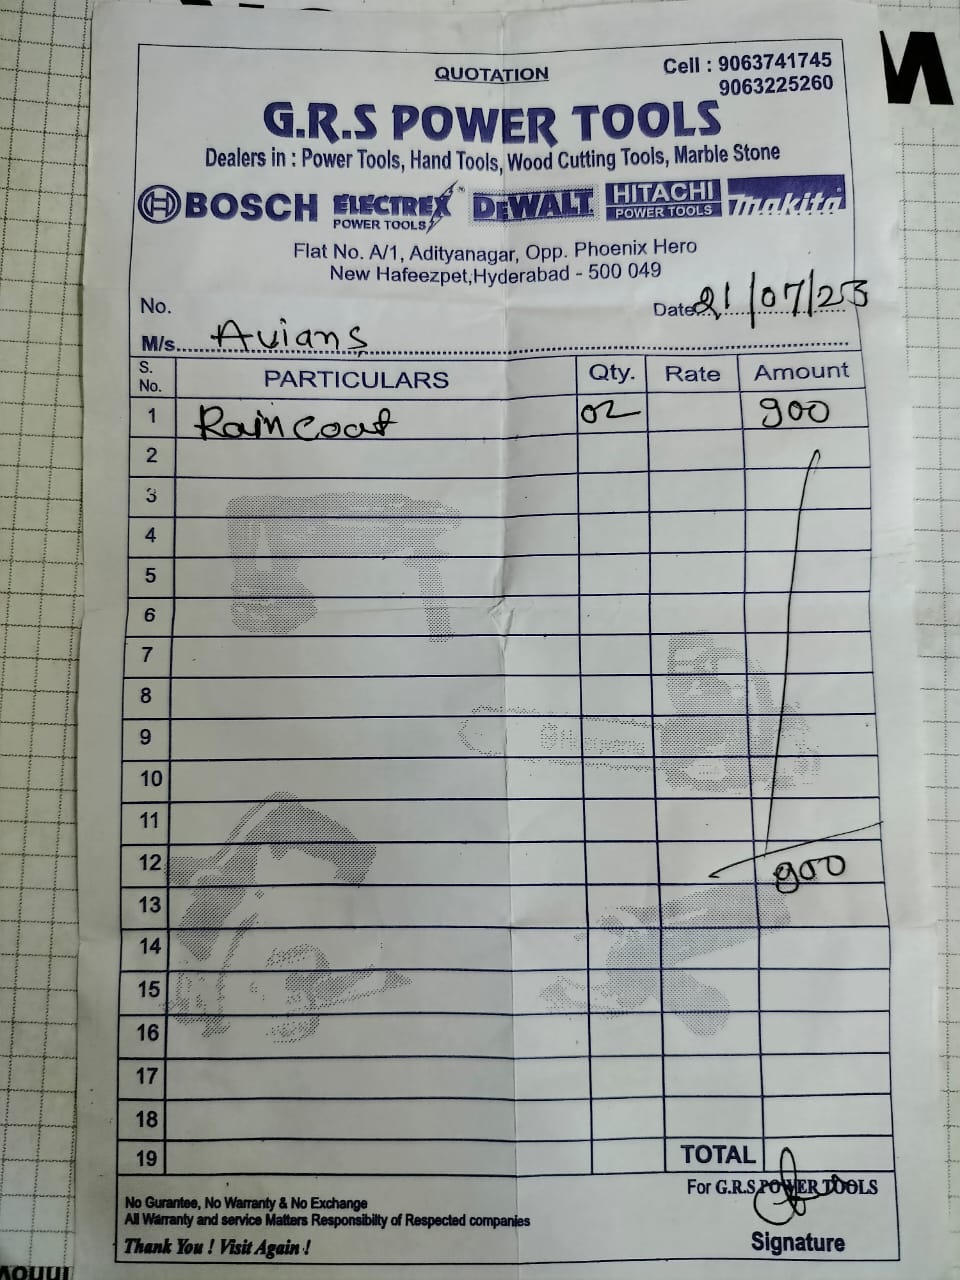 QUOTATION
Cell : 9063741745
9063225260
G.R.S POWER TOOLS
Dealers in : Power Tools, Hand Tools, Wood Cutting Tools, Marble Stone
BOSCH ELECTREX POWER TOOLS DEWALT HITACHI POWER TOOLS makita
Flat No. A/1, Adityanagar, Opp. Phoenix Hero
New Hafeezpet,Hyderabad - 500 049
No.
Date 21/07/23
M/s. Avians
S. No. PARTICULARS Qty. Rate Amount
1 Rain coat 02 900
2
3
4
5
6
7
8
9
Husqvarna
10
11
12 900
13
14
15
16
17
18
19 TOTAL
For G.R.S POWER TOOLS
No Gurantee, No Warranty & No Exchange
All Warranty and service Matters Responsibilty of Respected companies
Thank You ! Visit Again !
Signature